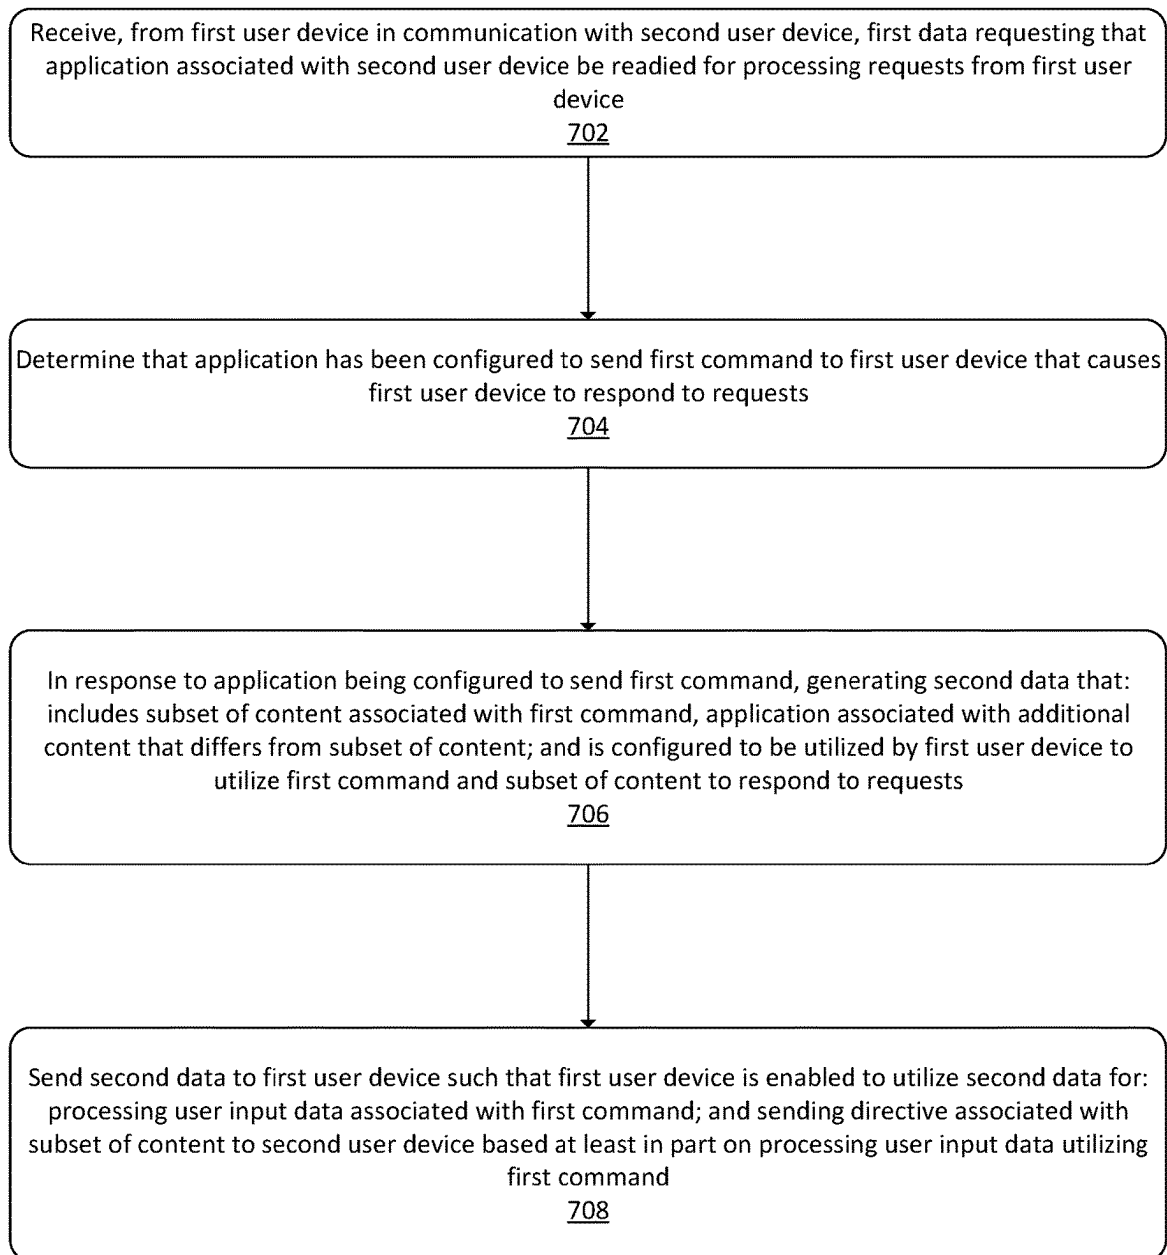 Receive, from first user device in communication with second user device, first data requesting that
application associated with second user device be readied for processing requests from first user
device
702
Determine that application has been configured to send first command to first user device that causes
first user device to respond to requests
704
In response to application being configured to send first command, generating second data that:
includes subset of content associated with first command, application associated with additional
content that differs from subset of content; and is configured to be utilized by first user device to
utilize first command and subset of content to respond to requests
706
Send second data to first user device such that first user device is enabled to utilize second data for:
processing user input data associated with first command; and sending directive associated with
subset of content to second user device based at least in part on processing user input data utilizing
first command
708